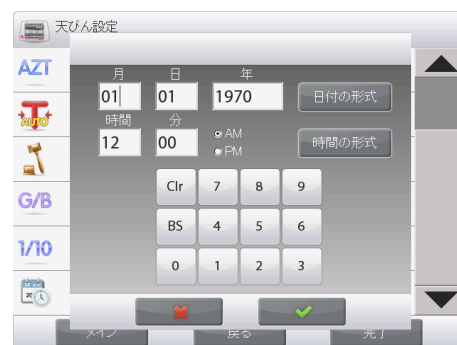 天びん設定
AZT
AUTO
G/B
1/10
月 日 年
01 01 1970 日付の形式
時間 分
12 00 AM
PM
時間の形式
Clr 7 8 9
BS 4 5 6
0 1 2 3
メイン 戻る 完了